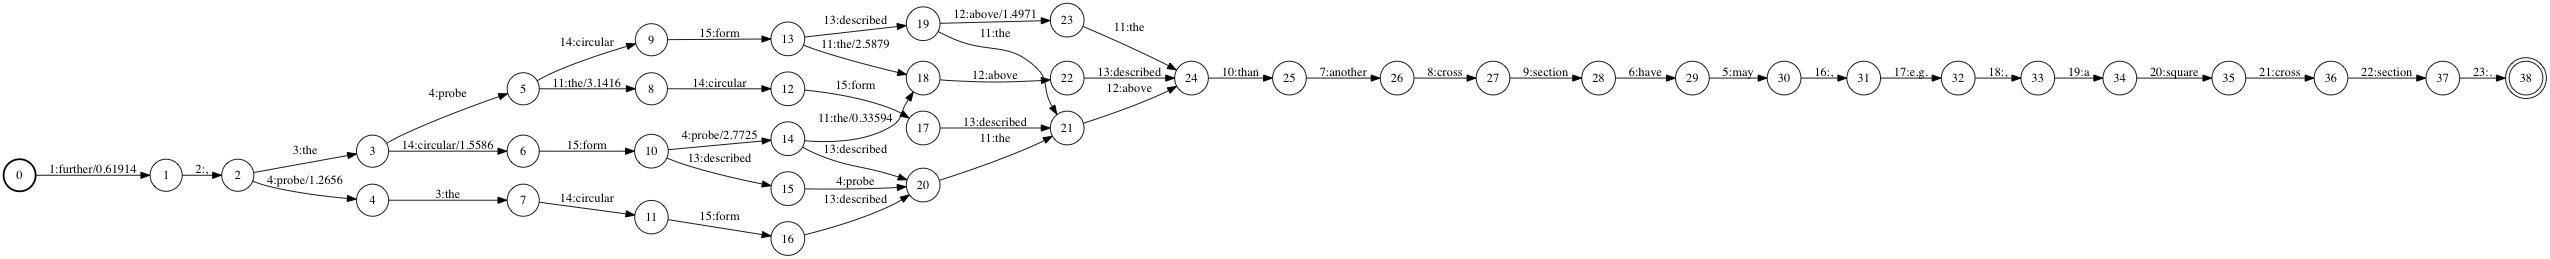 0 1:further/0.61914 1 2:, 2
3:the 3 4:probe 5 14:circular 9 15:form 13 13:described 19 12:above/1.4971 23 11:the
11:the/2.5879 18 12:above 22 13:described 24
11:the
11:the/3.1416 8 14:circular 12 15:form 17 13:described 21 12:above
14:circular/1.5586 6 15:form 10 4:probe/2.7725 14 11:the/0.33594
13:described
13:described 15 4:probe 20 11:the
4:probe/1.2656 4 3:the 7 14:circular 11 15:form 16 13:described
10:than 25 7:another 26 8:cross 27 9:section 28 6:have 29 5:may 30 16:, 31 17:e.g. 32 18:, 33 19:a 34 20:square 35 21:cross 36 22:section 37 23:. 38